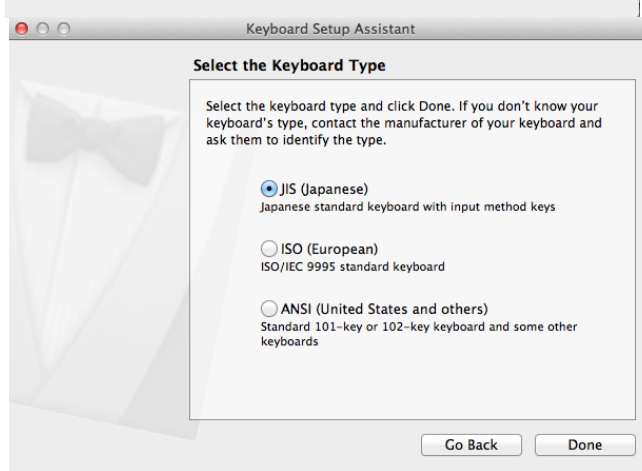 Keyboard Setup Assistant
Select the Keyboard Type
Select the keyboard type and click Done. If you don't know your
keyboard's type, contact the manufacturer of your keyboard and
ask them to identify the type.
JIS (Japanese)
Japanese standard keyboard with input method keys
ISO (European)
ISO/IEC 9995 standard keyboard
ANSI (United States and others)
Standard 101-key or 102-key keyboard and some other
keyboards
Go Back Done